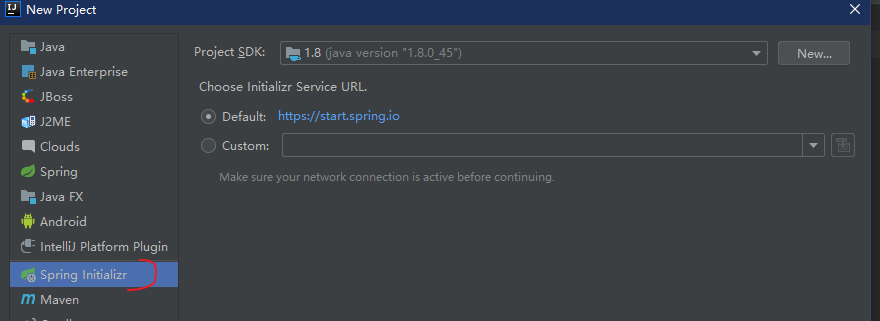 New Project
Java
Java Enterprise
JBoss
J2ME
Clouds
Spring
Java FX
Android
IntelliJ Platform Plugin
Spring Initializr
Maven
Project SDK: 1.8 (java version "1.8.0_45") New...
Choose Initializr Service URL.
Default: https://start.spring.io
Custom:
Make sure your network connection is active before continuing.